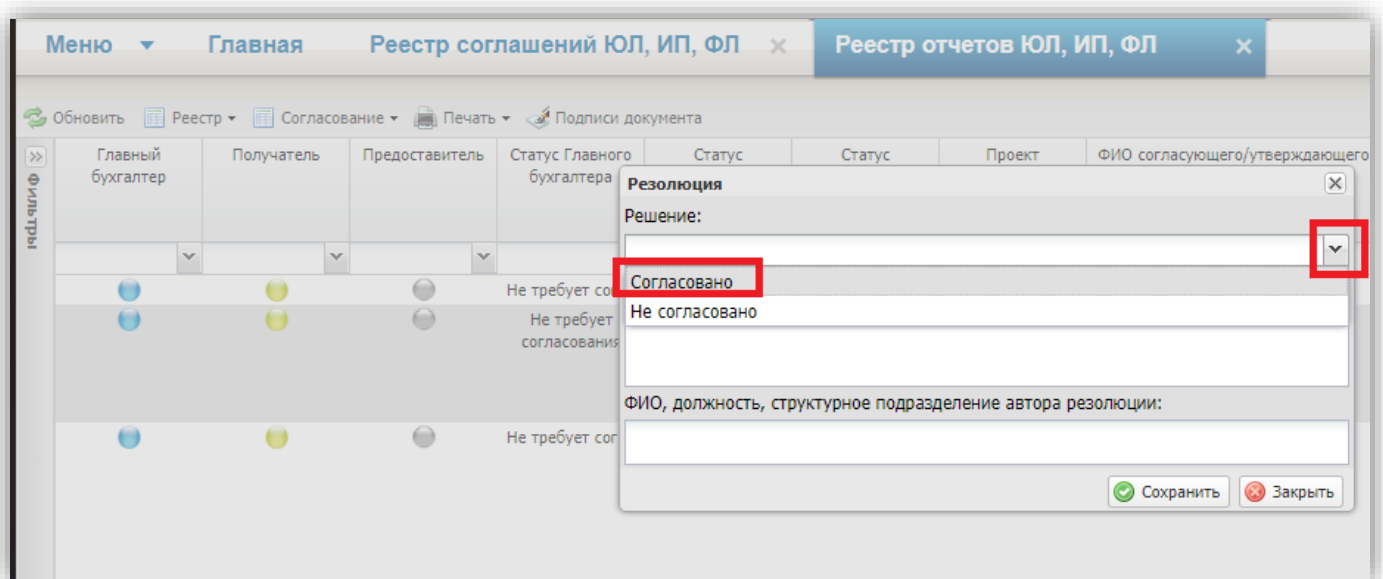 Меню Главная Реестр соглашений ЮЛ, ИП, ФЛ Реестр отчетов ЮЛ, ИП, ФЛ
Обновить Реестр Согласование Печать Подписи документа
Фильтры
Главный бухгалтер
Получатель
Предоставитель
Статус Главного бухгалтера
Статус
Статус
Проект
ФИО согласующего/утверждающего
Резолюция
Решение:
Согласовано
Не согласовано
ФИО, должность, структурное подразделение автора резолюции:
Сохранить Закрыть
Не требует сог
Не требует
согласования
Не требует сог